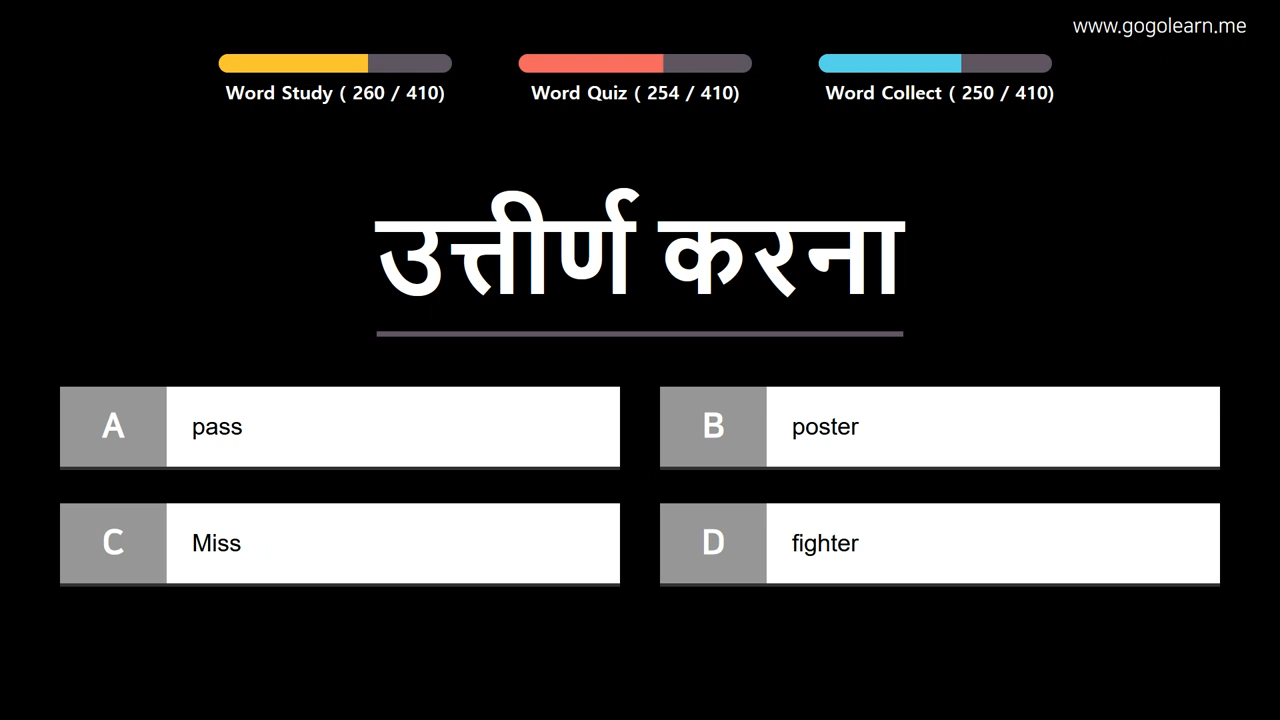 www.gogolearn.me
Word Study ( 260 / 410)
Word Quiz ( 254 / 410)
Word Collect ( 250 / 410)
उत्तीर्ण करना
A pass
B poster
C Miss
D fighter